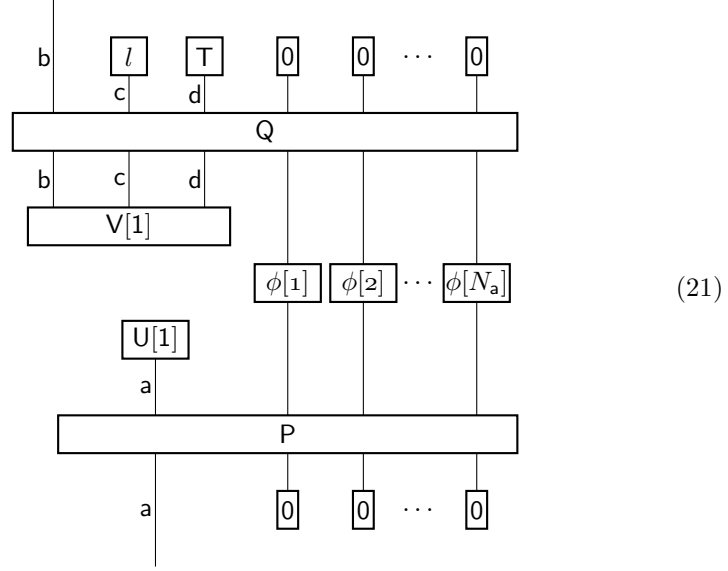 b l T 0 0 ··· 0
c d
Q
b c d
V[1]
ϕ[1] ϕ[2] ··· ϕ[Nₐ] (21)
U[1]
a
P
a 0 0 ··· 0